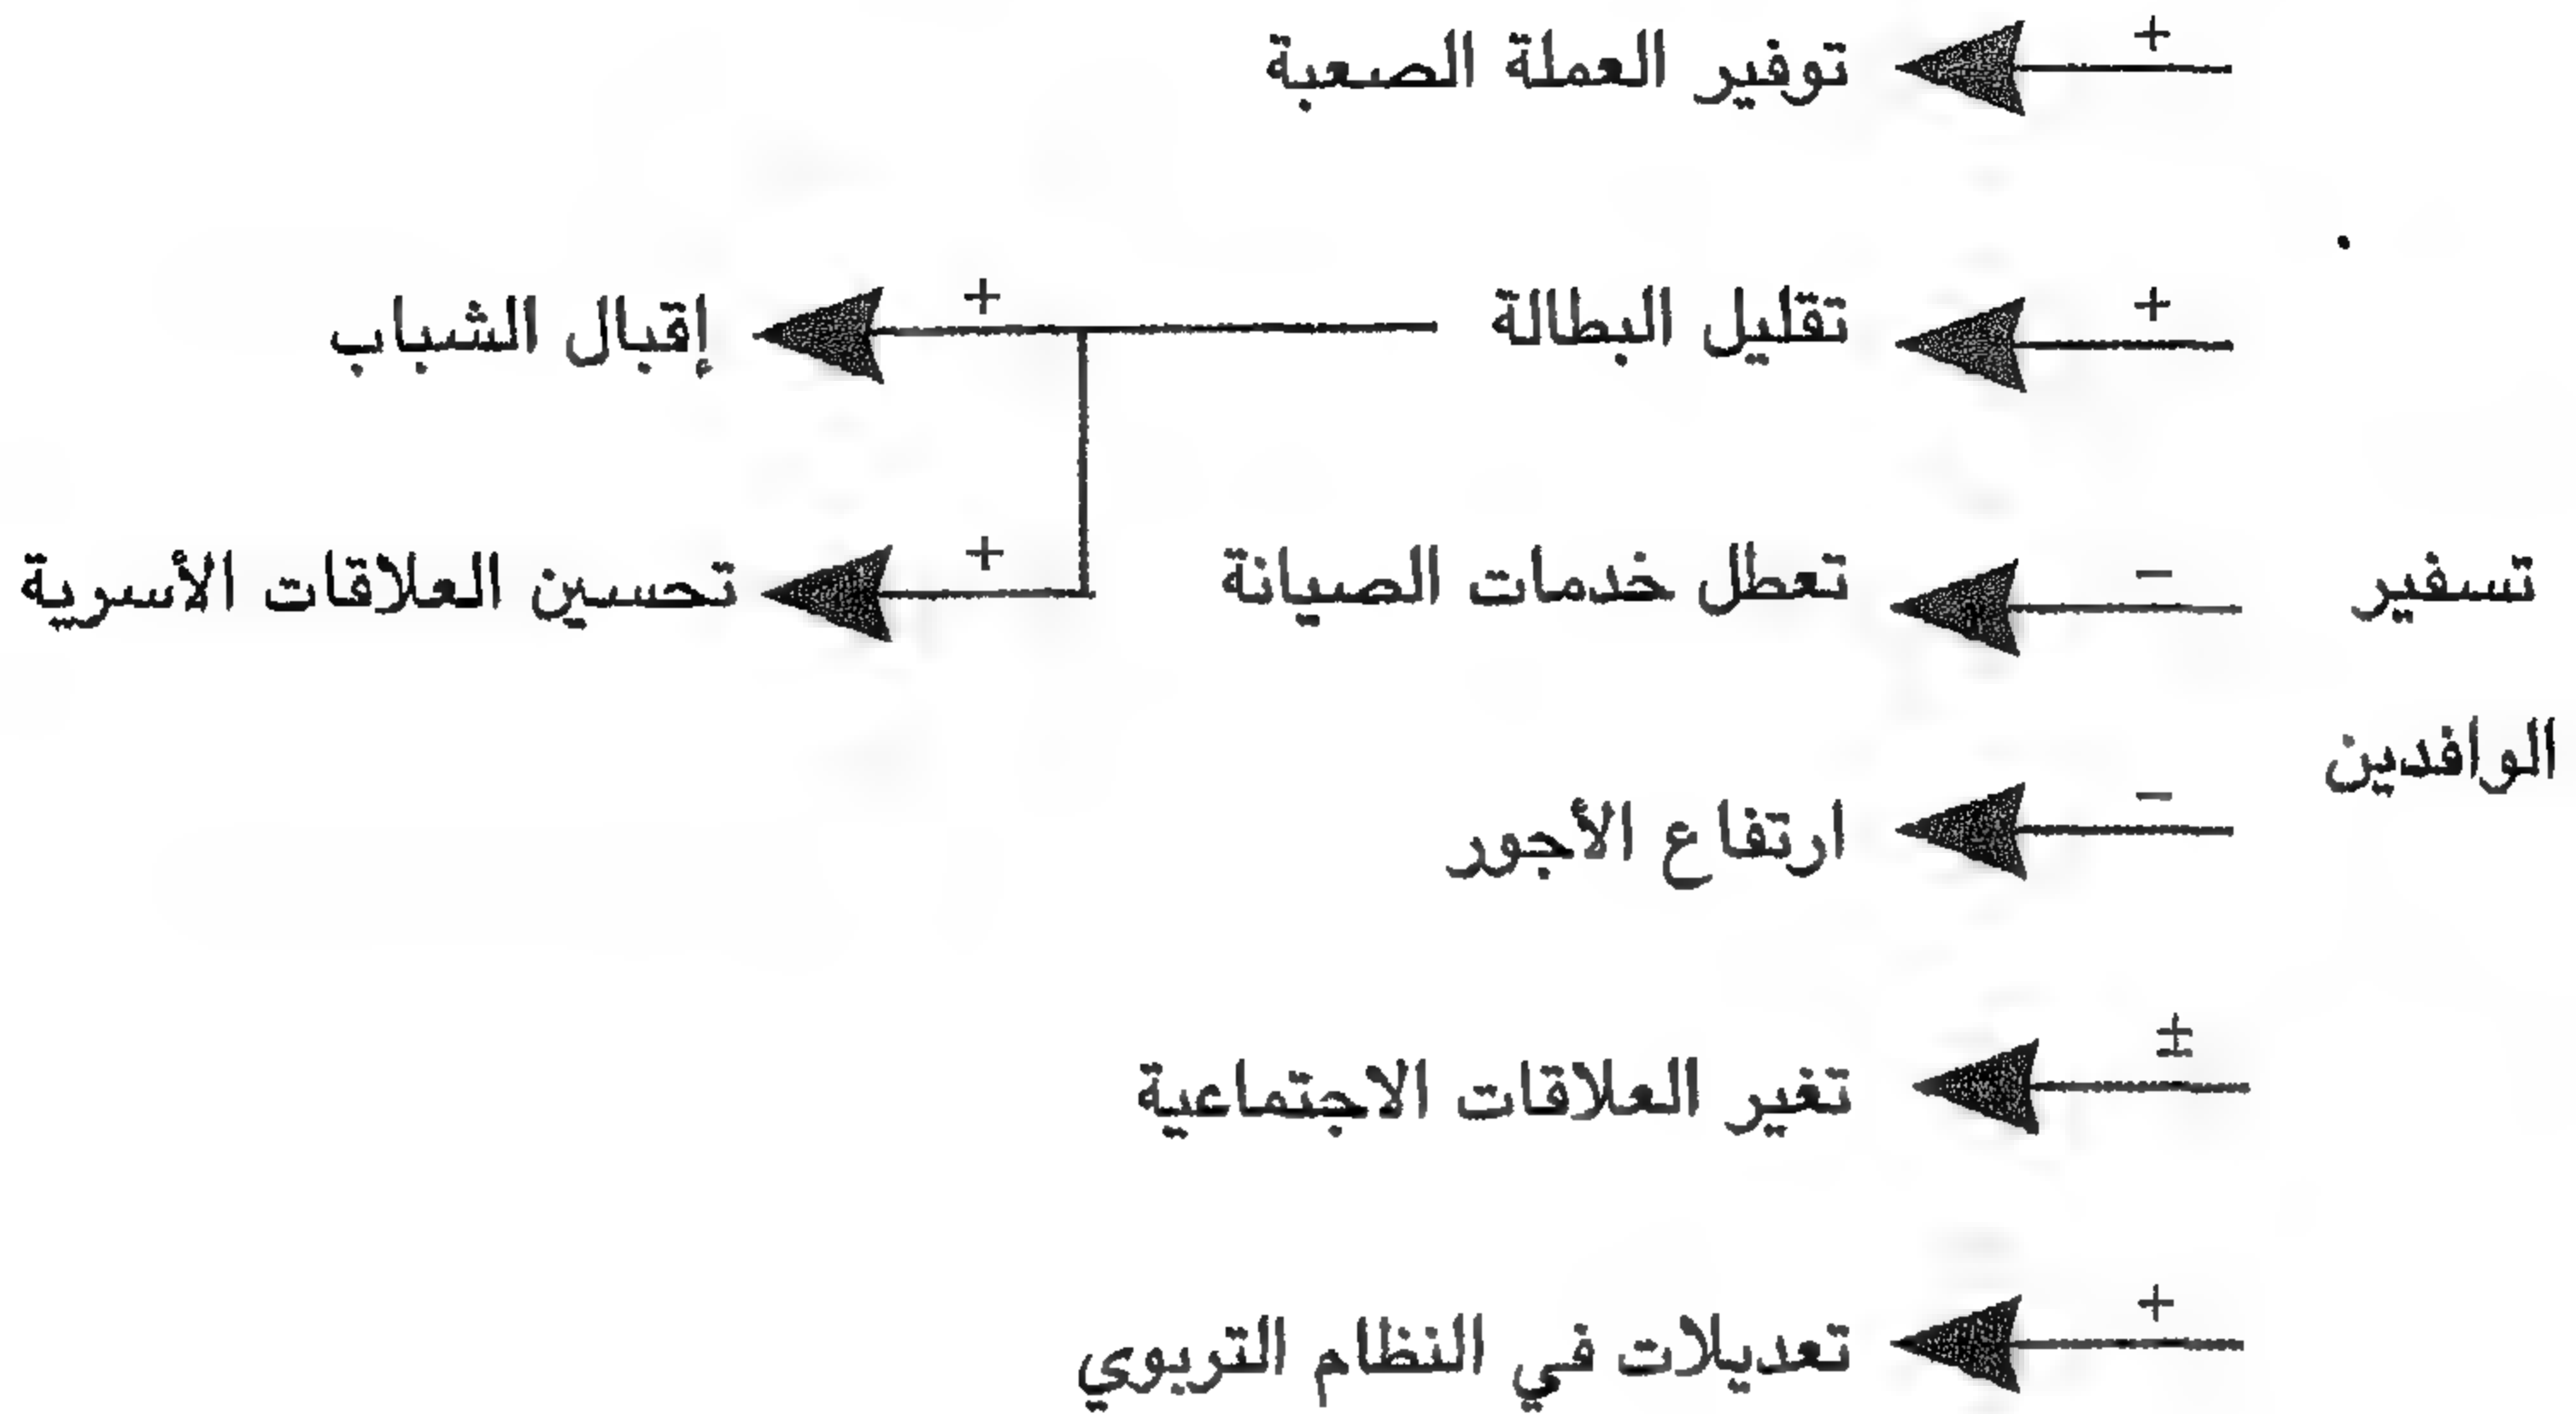 تسفير
الوافدين
+
توفير العملة الصعبة
+
تقليل البطالة
+
إقبال الشباب
+
تحسين العلاقات الأسرية
–
تعطل خدمات الصيانة
–
ارتفاع الأجور
±
تغير العلاقات الاجتماعية
+
تعديلات في النظام التربوي